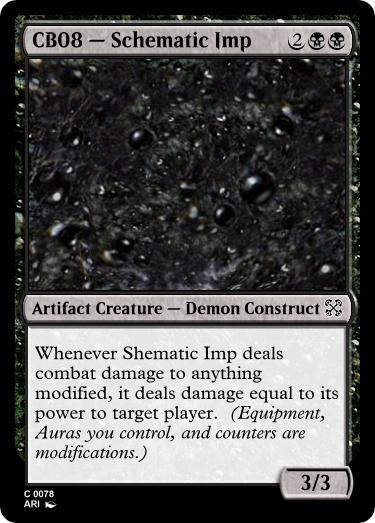 CB08 — Schematic Imp 2
Artifact Creature — Demon Construct
Whenever Shematic Imp deals
combat damage to anything
modified, it deals damage equal to its
power to target player. (Equipment,
Auras you control, and counters are
modifications.)
3/3
C 0078
ARI